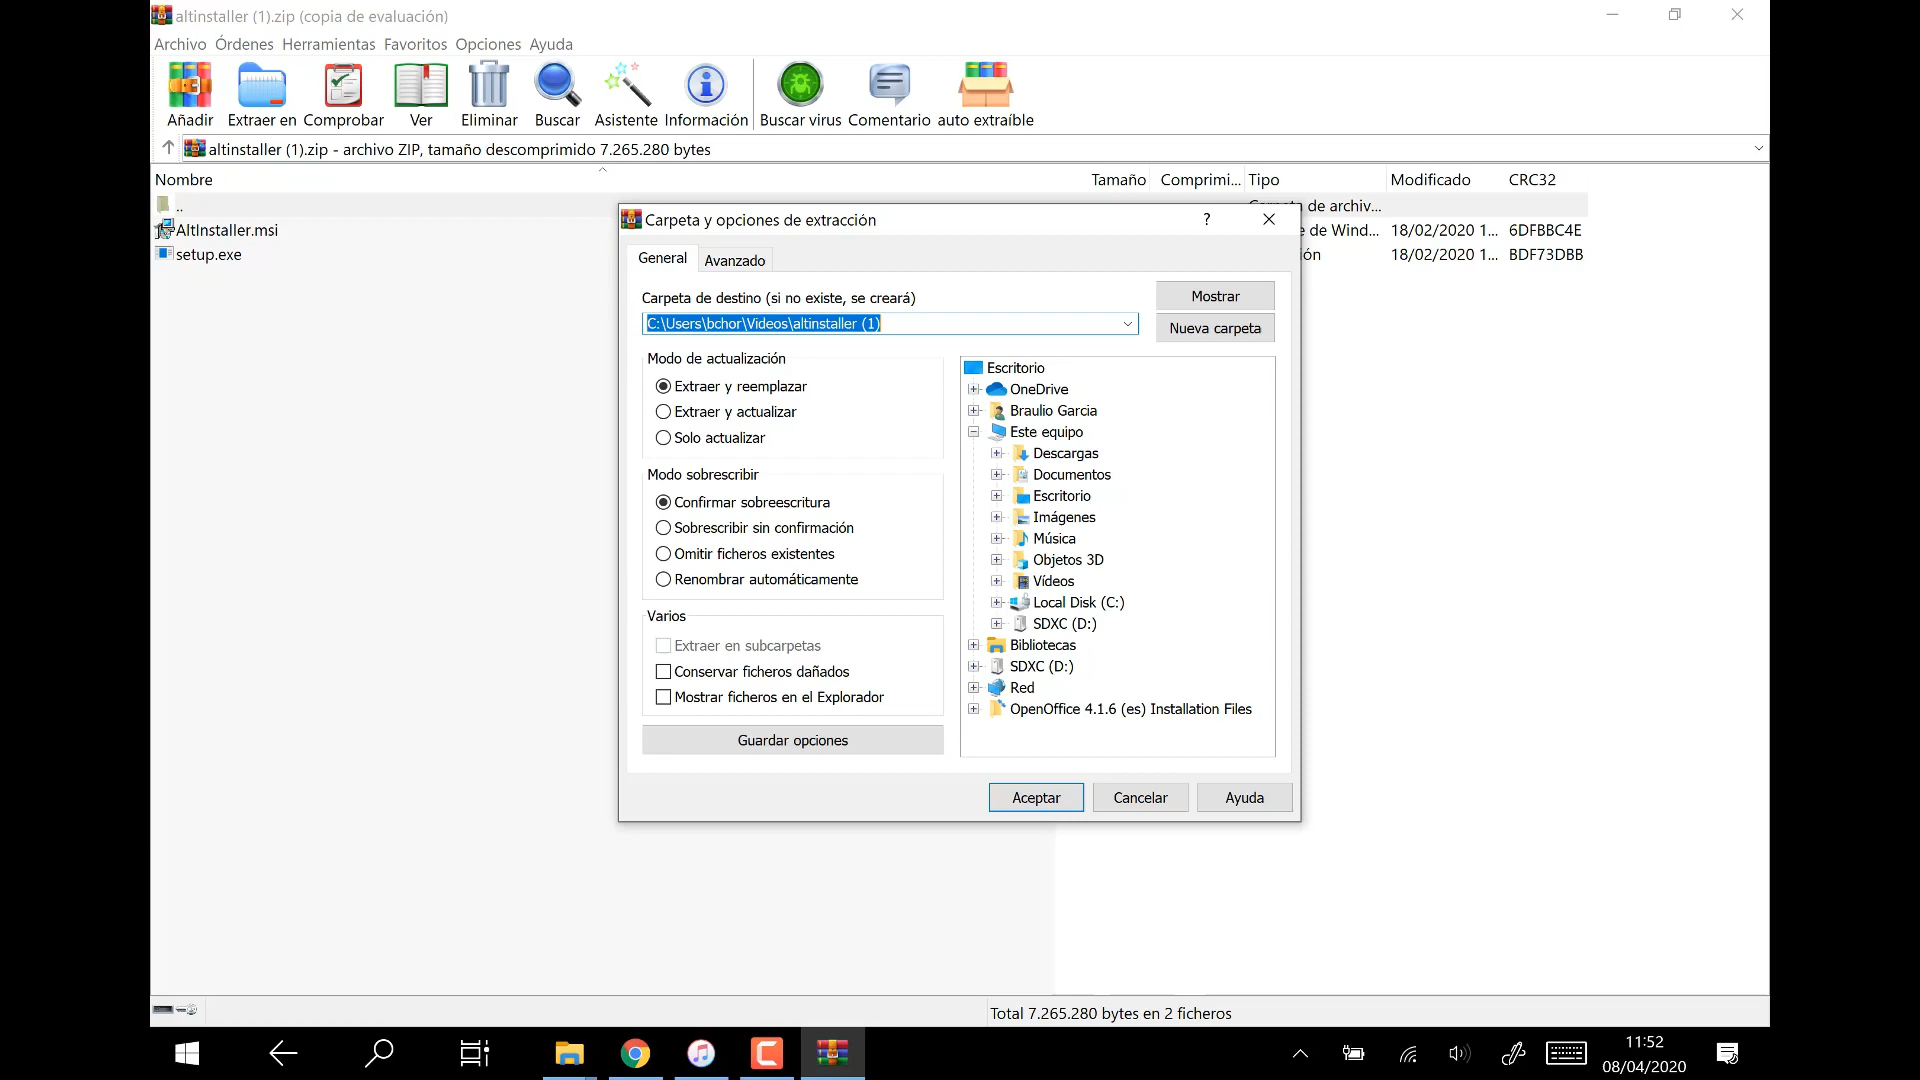 altinstaller (1).zip (copia de evaluación)
Archivo Órdenes Herramientas Favoritos Opciones Ayuda
Añadir Extraer en Comprobar Ver Eliminar Buscar Asistente Información Buscar virus Comentario auto extraíble
altinstaller (1).zip - archivo ZIP, tamaño descomprimido 7.265.280 bytes
Nombre Tamaño Comprimi... Tipo Modificado CRC32
..
de archiv...
AltInstaller.msi e de Wind... 18/02/2020 1... 6DFBBC4E
setup.exe ón 18/02/2020 1... BDF73DBB
Carpeta y opciones de extracción ?
General Avanzado
Carpeta de destino (si no existe, se creará)
C:\Users\bchor\Videos\altinstaller (1)
Mostrar
Nueva carpeta
Modo de actualización
Extraer y reemplazar
Extraer y actualizar
Solo actualizar
Modo sobrescribir
Confirmar sobreescritura
Sobrescribir sin confirmación
Omitir ficheros existentes
Renombrar automáticamente
Varios
Extraer en subcarpetas
Conservar ficheros dañados
Mostrar ficheros en el Explorador
Guardar opciones
Escritorio
OneDrive
Braulio Garcia
Este equipo
Descargas
Documentos
Escritorio
Imágenes
Música
Objetos 3D
Vídeos
Local Disk (C:)
SDXC (D:)
Bibliotecas
SDXC (D:)
Red
OpenOffice 4.1.6 (es) Installation Files
Aceptar Cancelar Ayuda
Total 7.265.280 bytes en 2 ficheros
11:52
08/04/2020